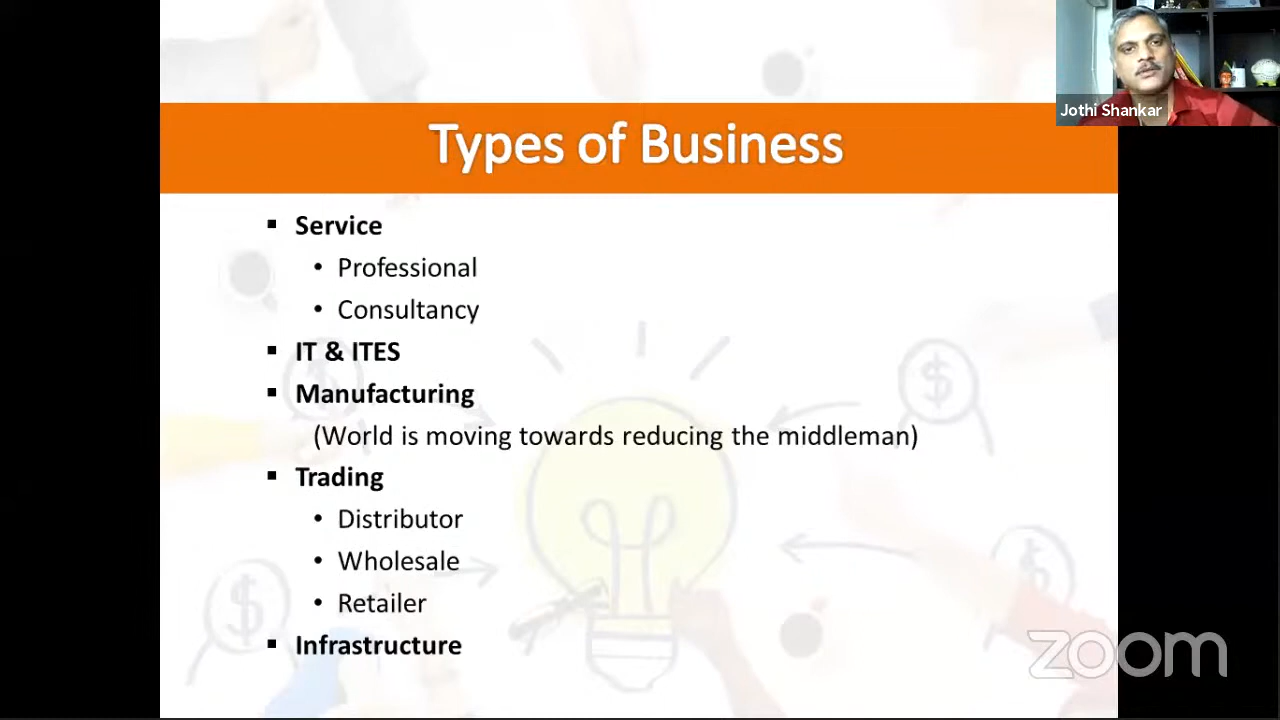 Types of Business
Jothi Shankar
▪ Service
• Professional
• Consultancy
▪ IT & ITES
▪ Manufacturing
(World is moving towards reducing the middleman)
▪ Trading
• Distributor
• Wholesale
• Retailer
▪ Infrastructure
zoom